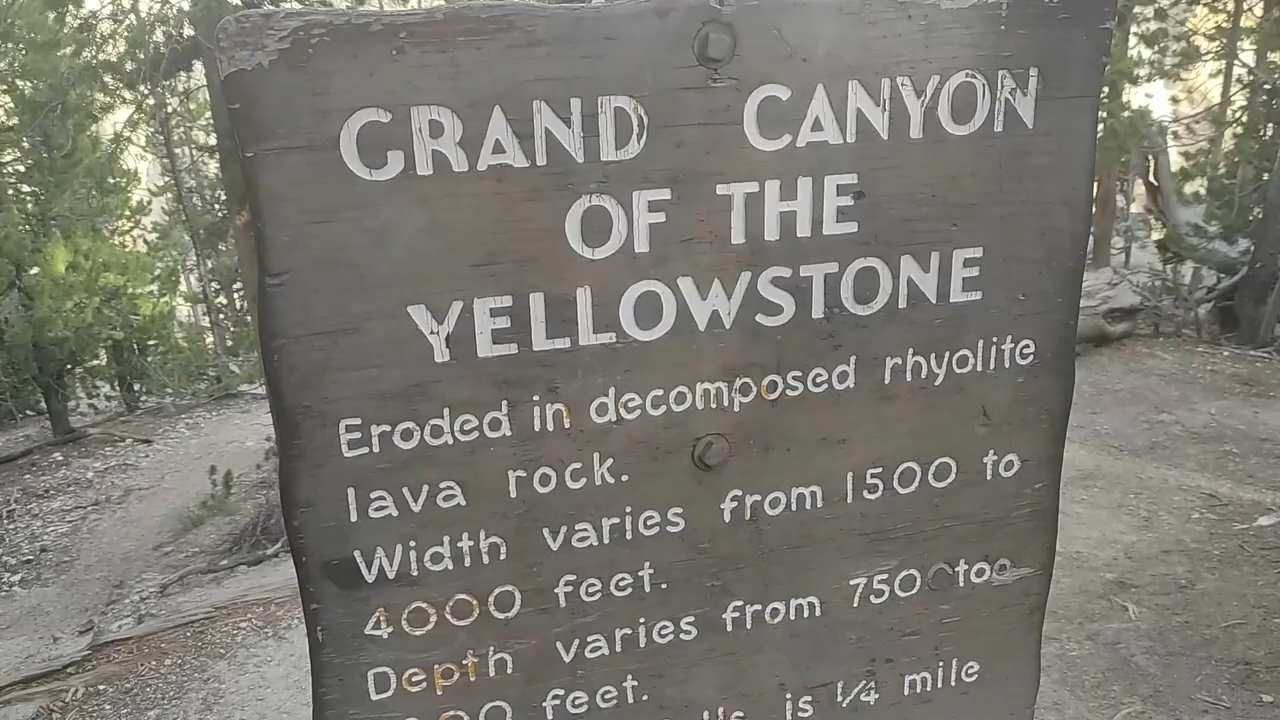 GRAND CANYON
OF THE
YELLOWSTONE
Eroded in decomposed rhyolite
lava rock.
Width varies from 1500 to
4000 feet.
Depth varies from 750 to
feet.
is 1/4 mile